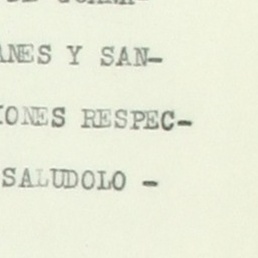 ANES Y SAN-
IONES RESPEC-
SALUDOLO -